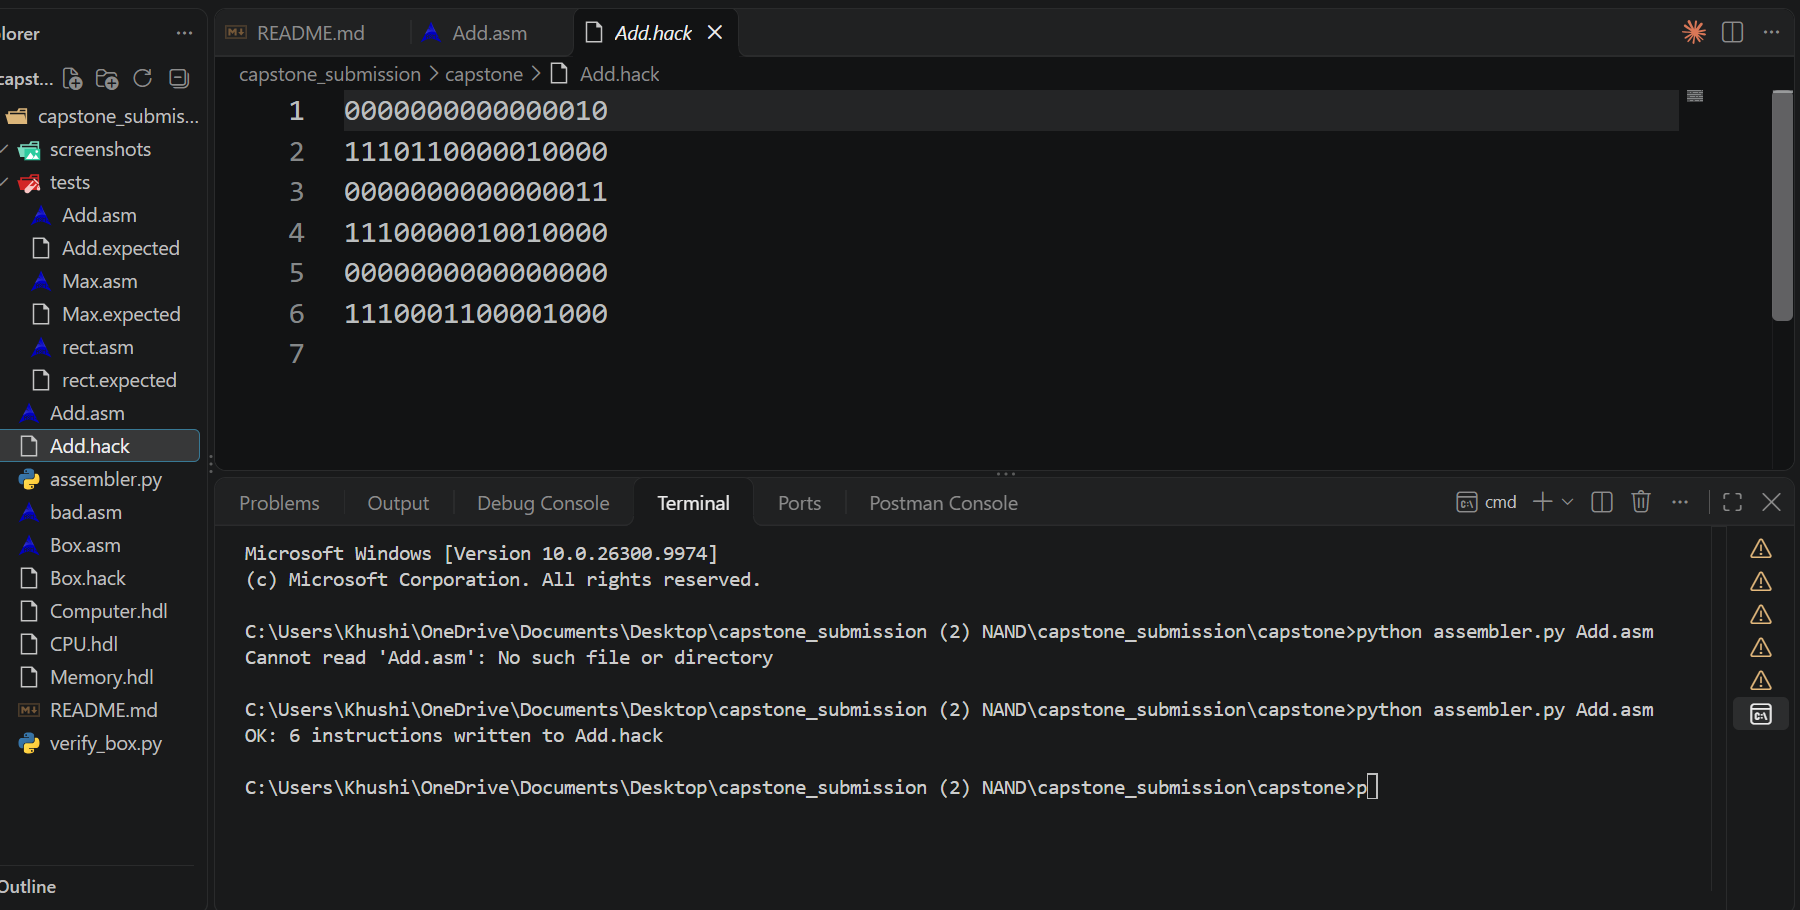 lorer
capst...
capstone_submis...
screenshots
tests
Add.asm
Add.expected
Max.asm
Max.expected
rect.asm
rect.expected
Add.asm
Add.hack
assembler.py
bad.asm
Box.asm
Box.hack
Computer.hdl
CPU.hdl
Memory.hdl
README.md
verify_box.py
Outline
README.md Add.asm Add.hack
capstone_submission > capstone > Add.hack
1 0000000000000010
2 1110110000010000
3 0000000000000011
4 1110000010010000
5 0000000000000000
6 1110001100001000
7
Problems Output Debug Console Terminal Ports Postman Console cmd
Microsoft Windows [Version 10.0.26300.9974]
(c) Microsoft Corporation. All rights reserved.
C:\Users\Khushi\OneDrive\Documents\Desktop\capstone_submission (2) NAND\capstone_submission\capstone>python assembler.py Add.asm
Cannot read 'Add.asm': No such file or directory
C:\Users\Khushi\OneDrive\Documents\Desktop\capstone_submission (2) NAND\capstone_submission\capstone>python assembler.py Add.asm
OK: 6 instructions written to Add.hack
C:\Users\Khushi\OneDrive\Documents\Desktop\capstone_submission (2) NAND\capstone_submission\capstone>p